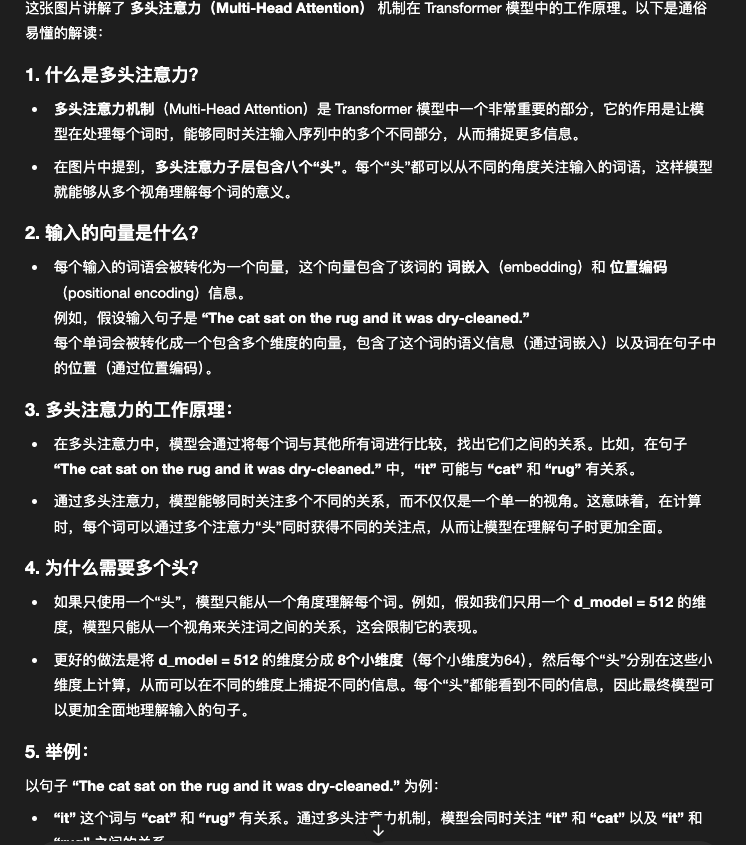 这张图片讲解了 多头注意力（Multi-Head Attention） 机制在 Transformer 模型中的工作原理。以下是通俗
易懂的解读：
1. 什么是多头注意力？
• 多头注意力机制（Multi-Head Attention）是 Transformer 模型中一个非常重要的部分，它的作用是让模
型在处理每个词时，能够同时关注输入序列中的多个不同部分，从而捕捉更多信息。
• 在图片中提到，多头注意力子层包含八个“头”。每个“头”都可以从不同的角度关注输入的词语，这样模型
就能够从多个视角理解每个词的意义。
2. 输入的向量是什么？
• 每个输入的词语会被转化为一个向量，这个向量包含了该词的 词嵌入（embedding）和 位置编码
（positional encoding）信息。
例如，假设输入句子是 “The cat sat on the rug and it was dry-cleaned.”
每个单词会被转化成一个包含多个维度的向量，包含了这个词的语义信息（通过词嵌入）以及词在句子中
的位置（通过位置编码）。
3. 多头注意力的工作原理：
• 在多头注意力中，模型会通过将每个词与其他所有词进行比较，找出它们之间的关系。比如，在句子
“The cat sat on the rug and it was dry-cleaned.” 中，“it” 可能与 “cat” 和 “rug” 有关系。
• 通过多头注意力，模型能够同时关注多个不同的关系，而不仅仅是一个单一的视角。这意味着，在计算
时，每个词可以通过多个注意力“头”同时获得不同的关注点，从而让模型在理解句子时更加全面。
4. 为什么需要多个头？
• 如果只使用一个“头”，模型只能从一个角度理解每个词。例如，假如我们只用一个 d_model = 512 的维
度，模型只能从一个视角来关注词之间的关系，这会限制它的表现。
• 更好的做法是将 d_model = 512 的维度分成 8个小维度（每个小维度为64），然后每个“头”分别在这些小
维度上计算，从而可以在不同的维度上捕捉不同的信息。每个“头”都能看到不同的信息，因此最终模型可
以更加全面地理解输入的句子。
5. 举例：
以句子 “The cat sat on the rug and it was dry-cleaned.” 为例：
• “it” 这个词与 “cat” 和 “rug” 有关系。通过多头注意力机制，模型会同时关注 “it” 和 “cat” 以及 “it” 和